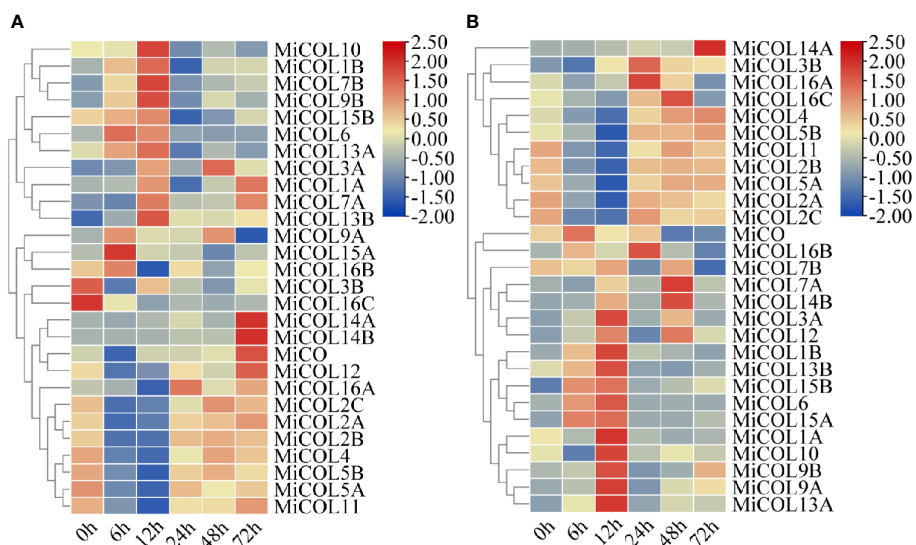 A
MiCOL10
MiCOL1B
MiCOL7B
MiCOL9B
MiCOL15B
MiCOL6
MiCOL13A
MiCOL3A
MiCOL1A
MiCOL7A
MiCOL13B
MiCOL9A
MiCOL15A
MiCOL16B
MiCOL3B
MiCOL16C
MiCOL14A
MiCOL14B
MiCO
MiCOL12
MiCOL16A
MiCOL2C
MiCOL2A
MiCOL2B
MiCOL4
MiCOL5B
MiCOL5A
MiCOL11
0h 6h 12h 24h 48h 72h
2.50
2.00
1.50
1.00
0.50
0.00
-0.50
-1.00
-1.50
-2.00
B
MiCOL14A
MiCOL3B
MiCOL16A
MiCOL16C
MiCOL4
MiCOL5B
MiCOL11
MiCOL2B
MiCOL5A
MiCOL2A
MiCOL2C
MiCO
MiCOL16B
MiCOL7B
MiCOL7A
MiCOL14B
MiCOL3A
MiCOL12
MiCOL1B
MiCOL13B
MiCOL15B
MiCOL6
MiCOL15A
MiCOL1A
MiCOL10
MiCOL9B
MiCOL9A
MiCOL13A
0h 6h 12h 24h 48h 72h
2.50
2.00
1.50
1.00
0.50
0.00
-0.50
-1.00
-1.50
-2.00